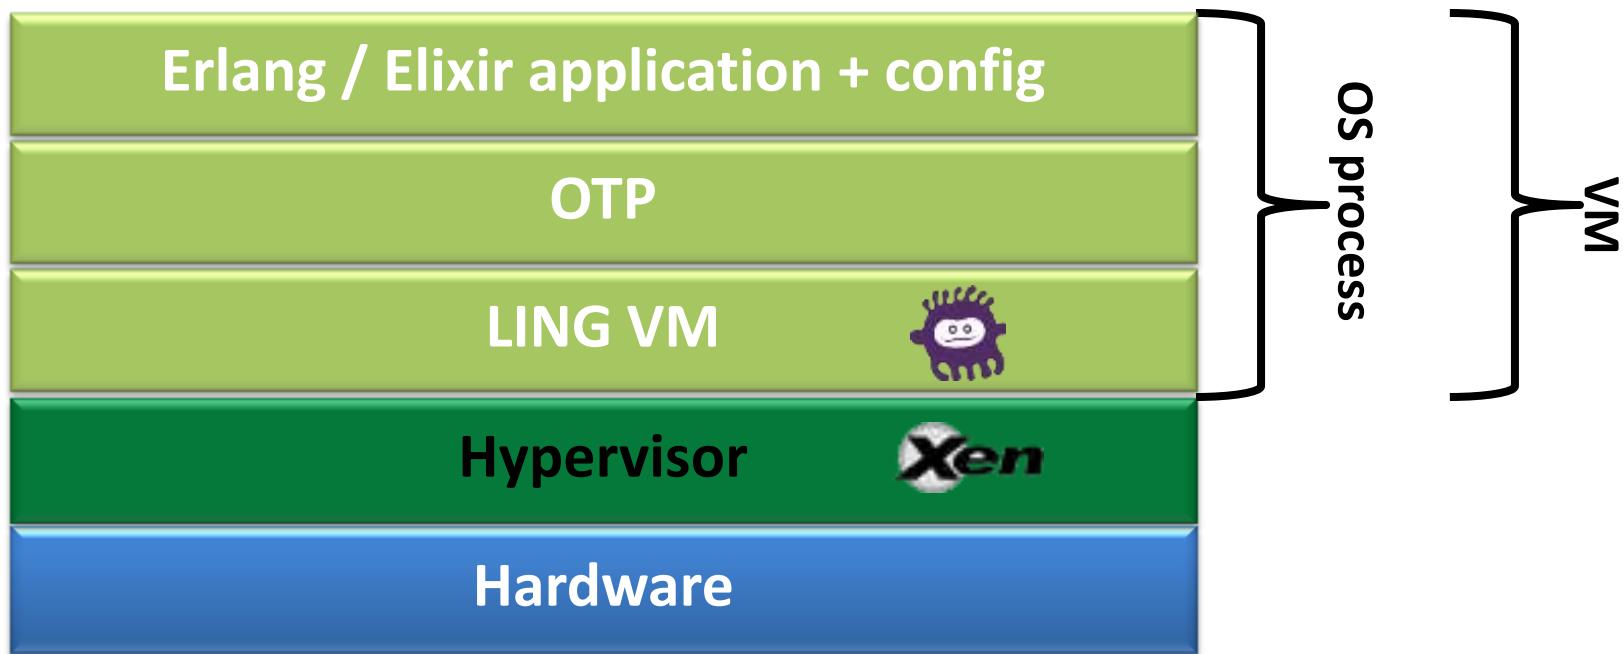 Erlang / Elixir application + config
OTP
LING VM
Hypervisor
Xen
Hardware
OS process
VM